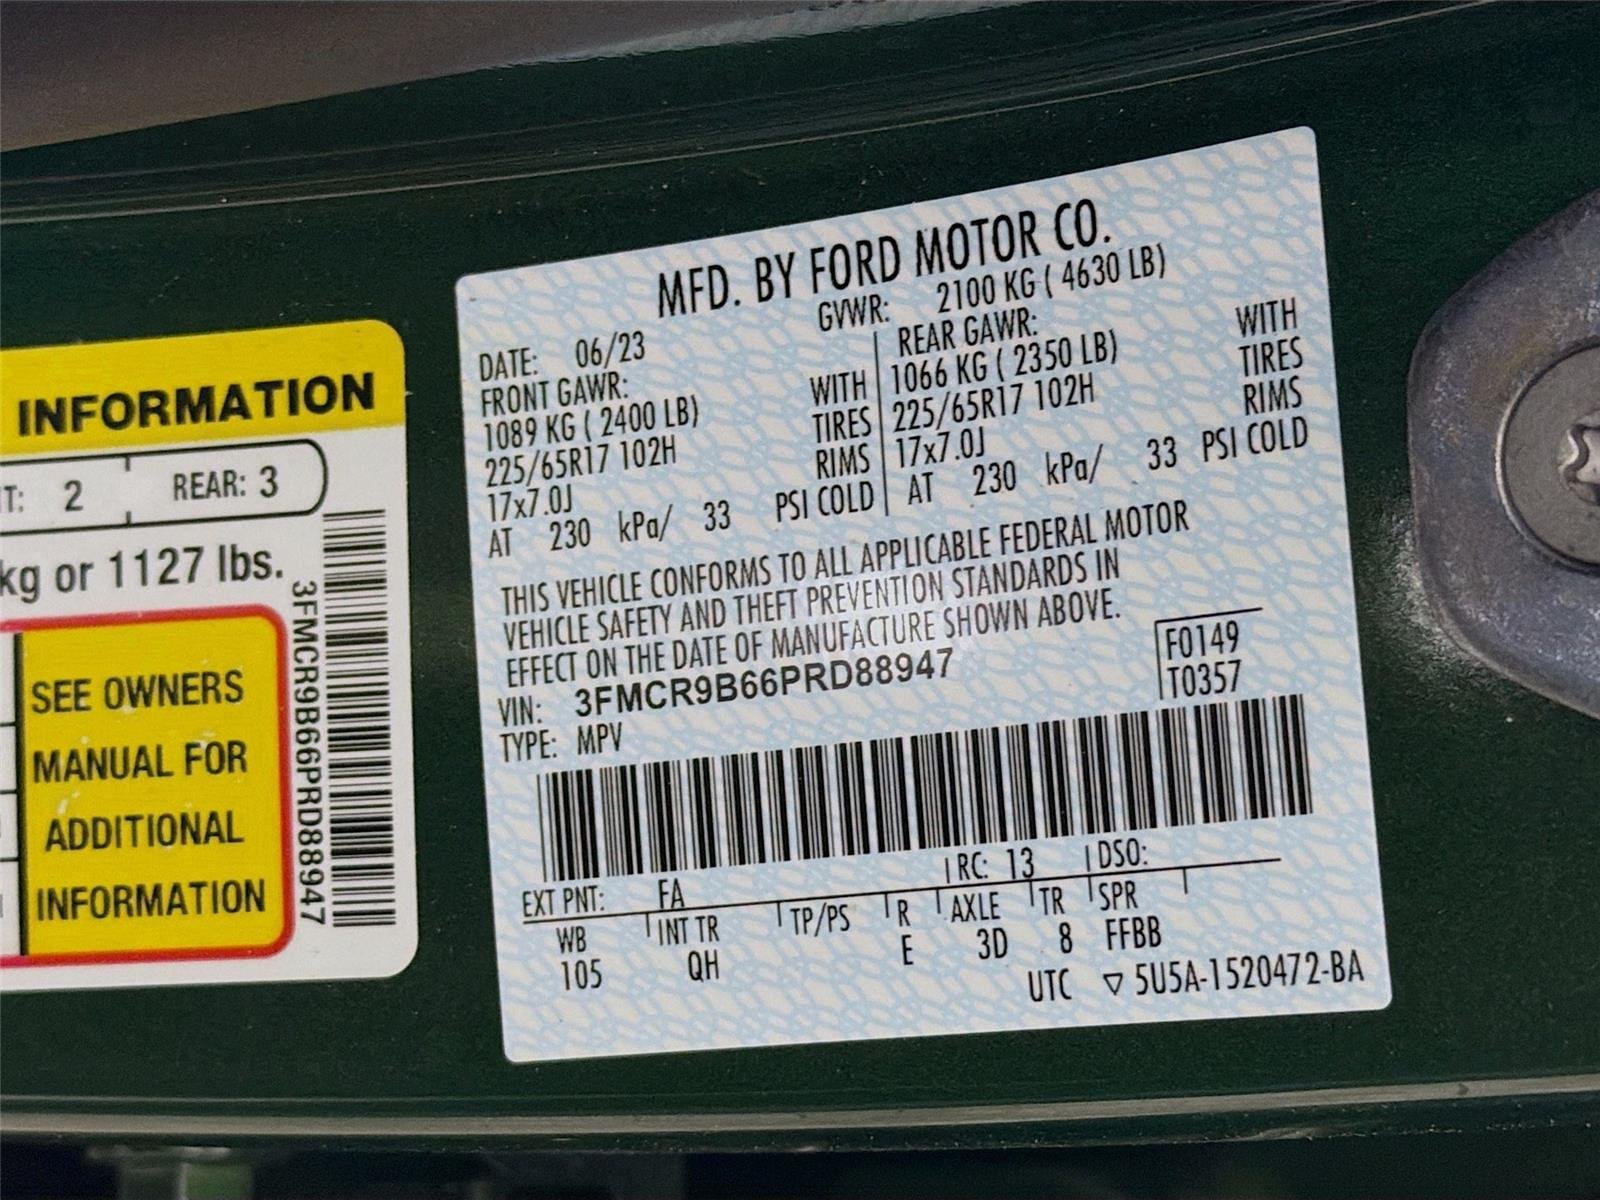 INFORMATION
T: 2 REAR: 3
kg or 1127 lbs.
SEE OWNERS
MANUAL FOR
ADDITIONAL
INFORMATION
3FMCR9B66PRD88947
MFD. BY FORD MOTOR CO.
DATE: 06/23 GVWR: 2100 KG ( 4630 LB)
FRONT GAWR: REAR GAWR:
1089 KG ( 2400 LB) WITH 1066 KG ( 2350 LB) WITH
225/65R17 102H TIRES 225/65R17 102H TIRES
17x7.0J RIMS 17x7.0J RIMS
AT 230 kPa/ 33 PSI COLD AT 230 kPa/ 33 PSI COLD
THIS VEHICLE CONFORMS TO ALL APPLICABLE FEDERAL MOTOR
VEHICLE SAFETY AND THEFT PREVENTION STANDARDS IN
EFFECT ON THE DATE OF MANUFACTURE SHOWN ABOVE.
VIN: 3FMCR9B66PRD88947
TYPE: MPV
F0149
T0357
EXT PNT: FA RC: 13 DSO:
WB INT TR TP/PS R AXLE TR SPR
105 QH E 3D 8 FFBB
UTC ▽ 5U5A-1520472-BA